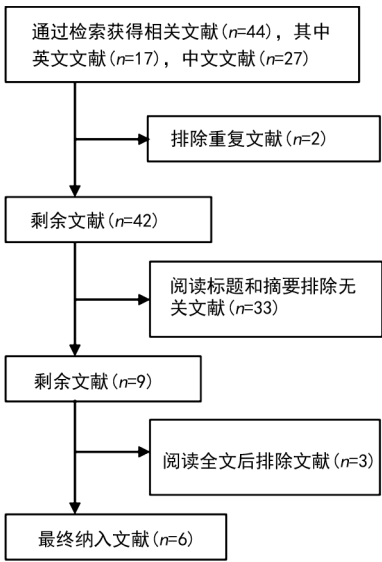 通过检索获得相关文献(n=44)，其中
英文文献(n=17)，中文文献(n=27)
排除重复文献(n=2)
剩余文献(n=42)
阅读标题和摘要排除无
关文献(n=33)
剩余文献(n=9)
阅读全文后排除文献(n=3)
最终纳入文献(n=6)